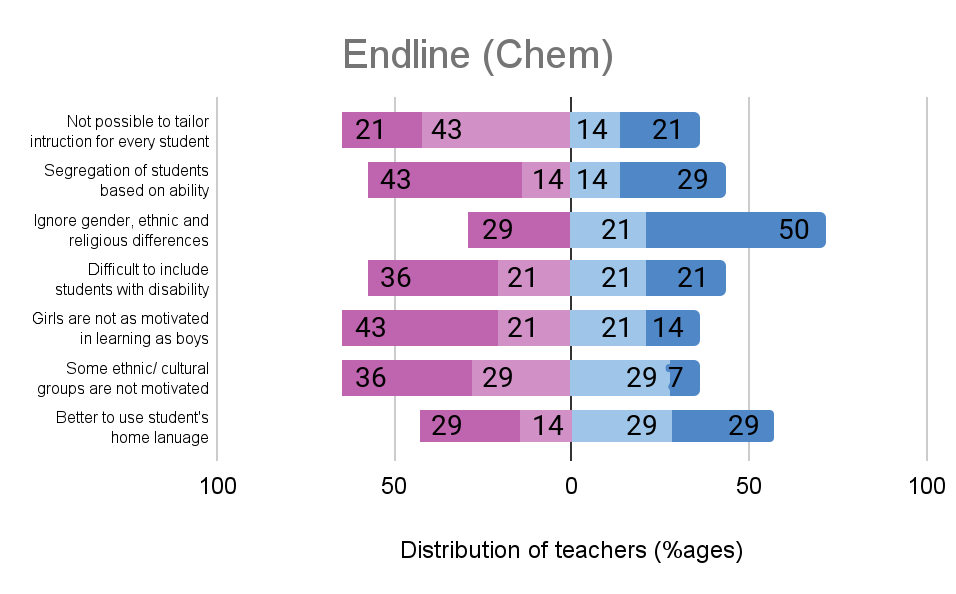 Endline (Chem)
Not possible to tailor
intruction for every student
21 43 14 21
Segregation of students
based on ability
43 14 14 29
Ignore gender, ethnic and
religious differences
29 21 50
Difficult to include
students with disability
36 21 21 21
Girls are not as motivated
in learning as boys
43 21 21 14
Some ethnic/ cultural
groups are not motivated
36 29 29 7
Better to use student's
home lanuage
29 14 29 29
100 50 0 50 100
Distribution of teachers (%ages)